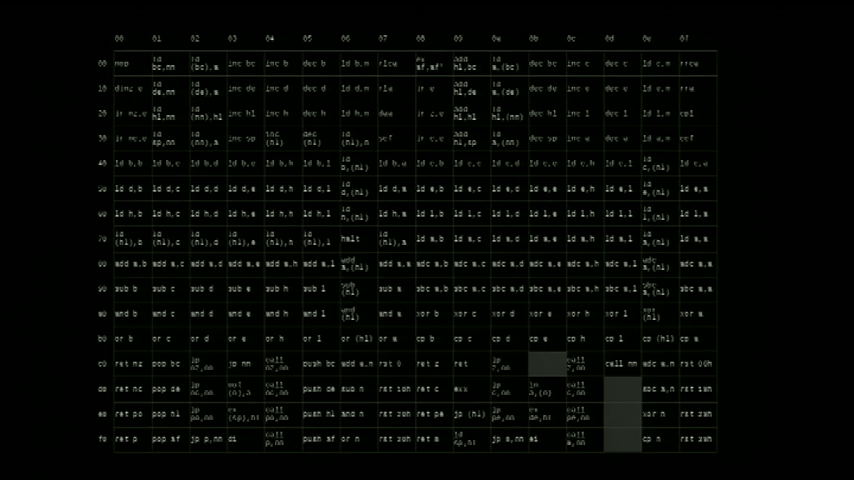 00 01 02 03 04 05 06 07 08 09 0a 0b 0c 0d 0e 0f
00 nop ld bc,nn ld (bc),a inc bc inc b dec b ld b,n rlca ex af,af' add hl,bc ld a,(bc) dec bc inc c dec c ld c,n rrca
10 djnz e ld de,nn ld (de),a inc de inc d dec d ld d,n rla jr e add hl,de ld a,(de) dec de inc e dec e ld e,n rra
20 jr nz,e ld hl,nn ld (nn),hl inc hl inc h dec h ld h,n daa jr z,e add hl,hl ld hl,(nn) dec hl inc l dec l ld l,n cpl
30 jr nc,e ld sp,nn ld (nn),a inc sp inc (hl) dec (hl) ld (hl),n scf jr c,e add hl,sp ld a,(nn) dec sp inc a dec a ld a,n ccf
40 ld b,b ld b,c ld b,d ld b,e ld b,h ld b,l ld b,(hl) ld b,a ld c,b ld c,c ld c,d ld c,e ld c,h ld c,l ld c,(hl) ld c,a
50 ld d,b ld d,c ld d,d ld d,e ld d,h ld d,l ld d,(hl) ld d,a ld e,b ld e,c ld e,d ld e,e ld e,h ld e,l ld e,(hl) ld e,a
60 ld h,b ld h,c ld h,d ld h,e ld h,h ld h,l ld h,(hl) ld h,a ld l,b ld l,c ld l,d ld l,e ld l,h ld l,l ld l,(hl) ld l,a
70 ld (hl),b ld (hl),c ld (hl),d ld (hl),e ld (hl),h ld (hl),l halt ld (hl),a ld a,b ld a,c ld a,d ld a,e ld a,h ld a,l ld a,(hl) ld a,a
80 add a,b add a,c add a,d add a,e add a,h add a,l add a,(hl) add a,a adc a,b adc a,c adc a,d adc a,e adc a,h adc a,l adc a,(hl) adc a,a
90 sub b sub c sub d sub e sub h sub l sub (hl) sub a sbc a,b sbc a,c sbc a,d sbc a,e sbc a,h sbc a,l sbc a,(hl) sbc a,a
a0 and b and c and d and e and h and l and (hl) and a xor b xor c xor d xor e xor h xor l xor (hl) xor a
b0 or b or c or d or e or h or l or (hl) or a cp b cp c cp d cp e cp h cp l cp (hl) cp a
c0 ret nz pop bc jp nz,nn jp nn call nz,nn push bc add a,n rst 0 ret z ret jp z,nn call z,nn call nn adc a,n rst 08h
d0 ret nc pop de jp nc,nn out (n),a call nc,nn push de sub n rst 10h ret c exx jp c,nn in a,(n) call c,nn sbc a,n rst 18h
e0 ret po pop hl jp po,nn ex (sp),hl call po,nn push hl and n rst 20h ret pe jp (hl) jp pe,nn ex de,hl call pe,nn xor n rst 28h
f0 ret p pop af jp p,nn di call p,nn push af or n rst 30h ret m ld sp,hl jp m,nn ei call m,nn cp n rst 38h